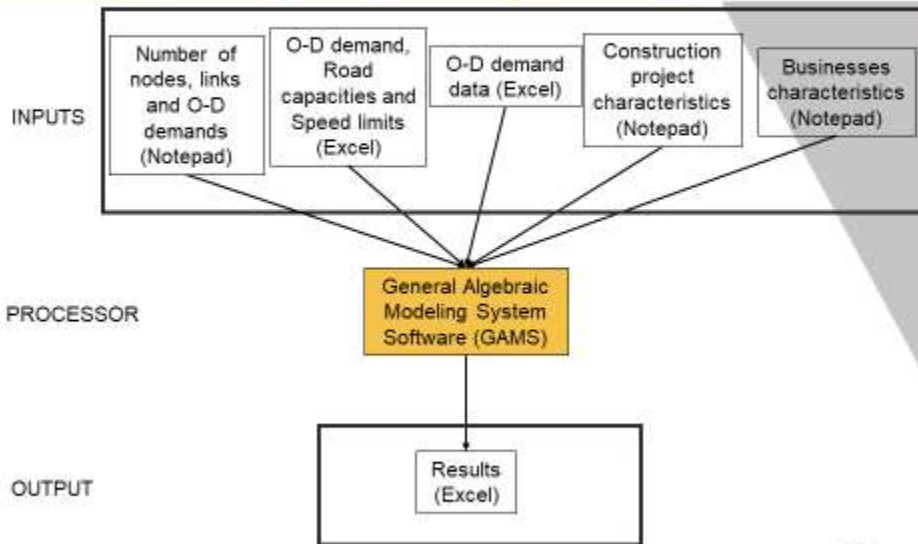 INPUTS
Number of
nodes, links
and O-D
demands
(Notepad)
O-D demand,
Road
capacities and
Speed limits
(Excel)
O-D demand
data (Excel)
Construction
project
characteristics
(Notepad)
Businesses
characteristics
(Notepad)
PROCESSOR
General Algebraic
Modeling System
Software (GAMS)
OUTPUT
Results
(Excel)